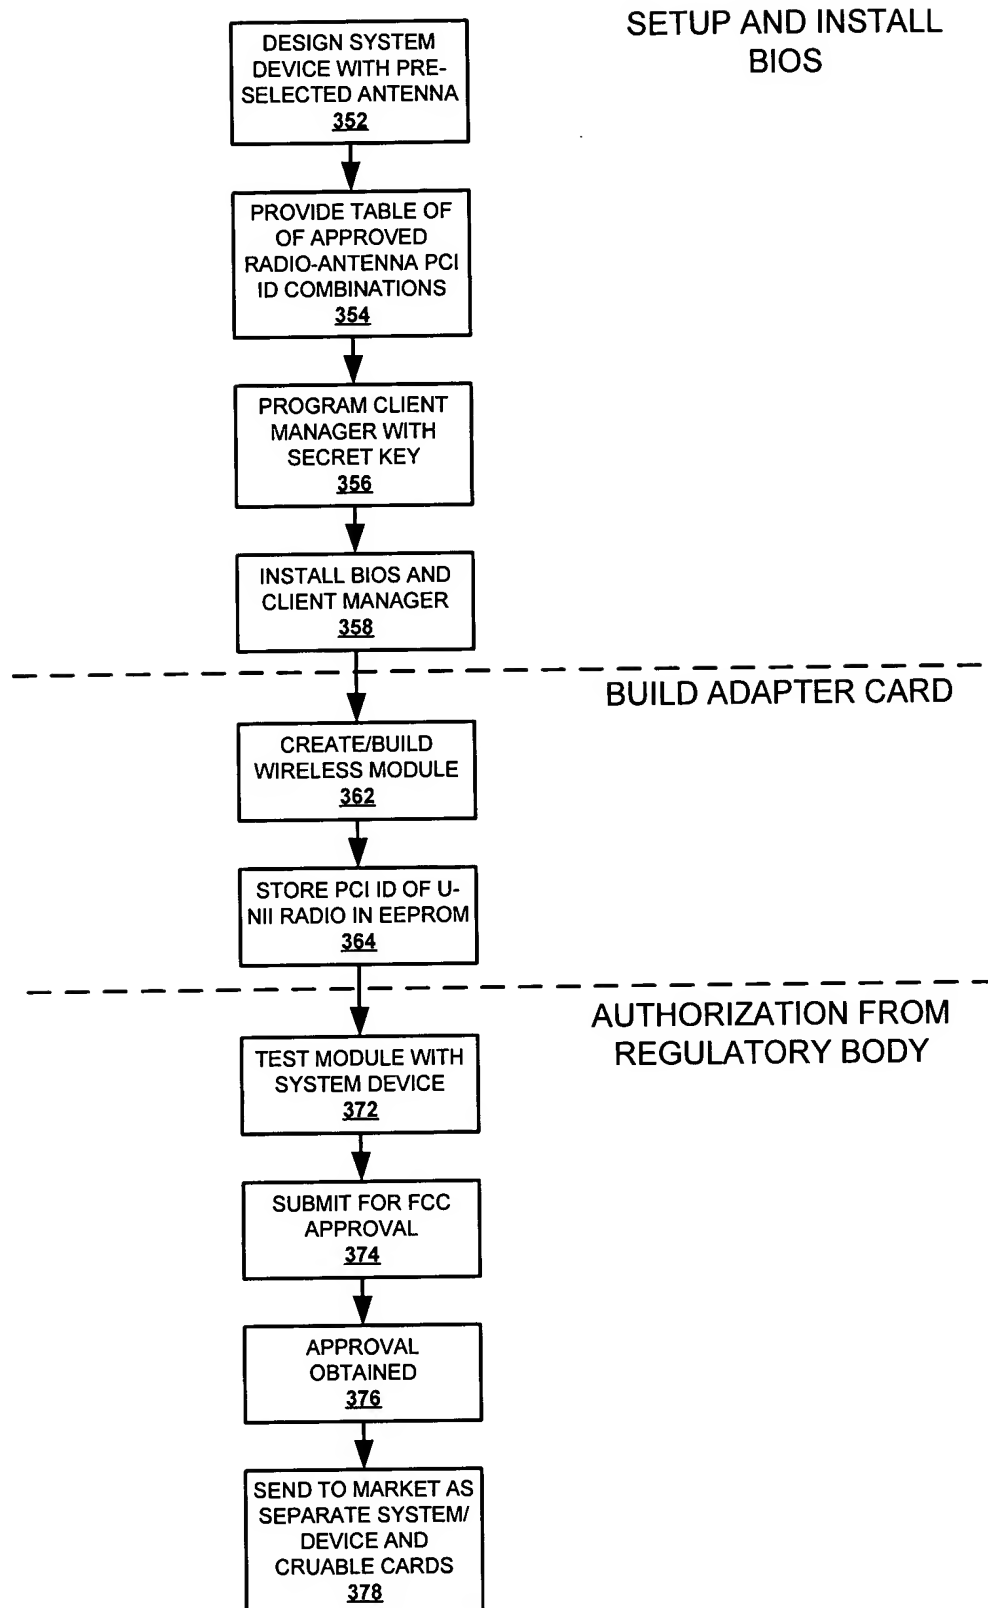 SETUP AND INSTALL
BIOS
DESIGN SYSTEM
DEVICE WITH PRE-
SELECTED ANTENNA
352
PROVIDE TABLE OF
OF APPROVED
RADIO-ANTENNA PCI
ID COMBINATIONS
354
PROGRAM CLIENT
MANAGER WITH
SECRET KEY
356
INSTALL BIOS AND
CLIENT MANAGER
358
BUILD ADAPTER CARD
CREATE/BUILD
WIRELESS MODULE
362
STORE PCI ID OF U-
NII RADIO IN EEPROM
364
AUTHORIZATION FROM
REGULATORY BODY
TEST MODULE WITH
SYSTEM DEVICE
372
SUBMIT FOR FCC
APPROVAL
374
APPROVAL
OBTAINED
376
SEND TO MARKET AS
SEPARATE SYSTEM/
DEVICE AND
CRUABLE CARDS
378